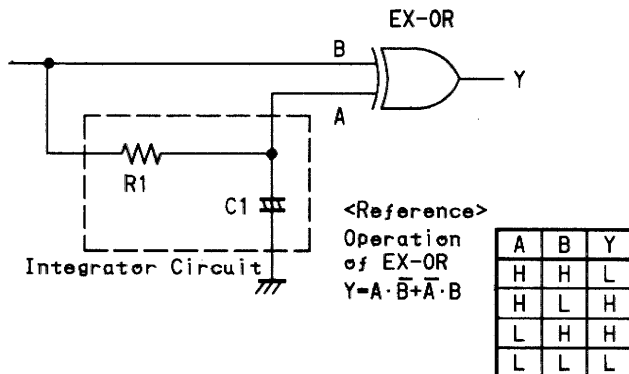 EX-OR
B
Y
A
R1
C1
Integrator Circuit
<Reference>
Operation
of EX-OR
Y=A·B̅+A̅·B
A B Y
H H L
H L H
L H H
L L L